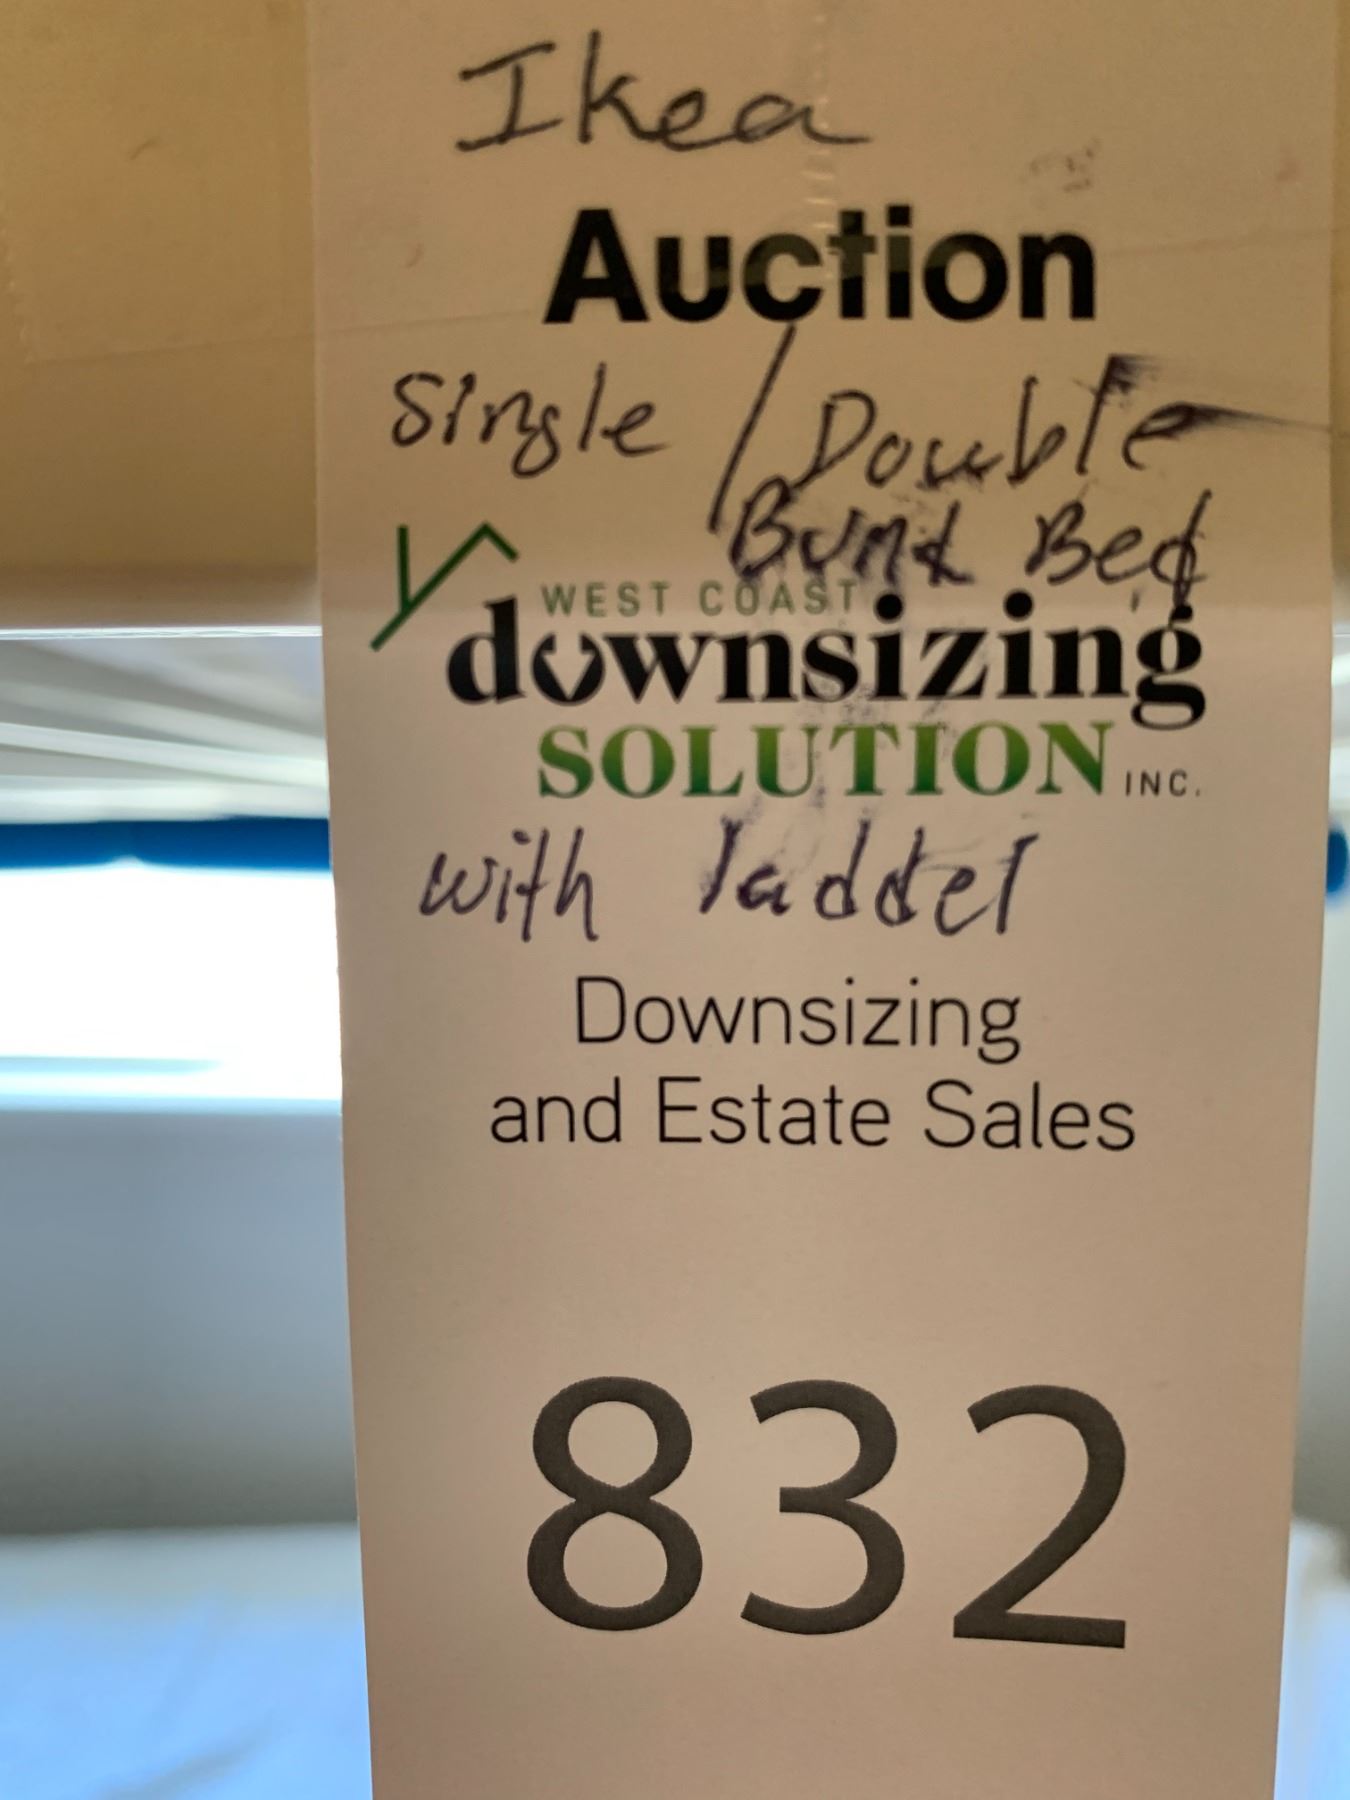 Ikea
Auction
Single / Double
Bunk Bed
WEST COAST
downsizing
SOLUTION INC.
with ladder
Downsizing
and Estate Sales
832